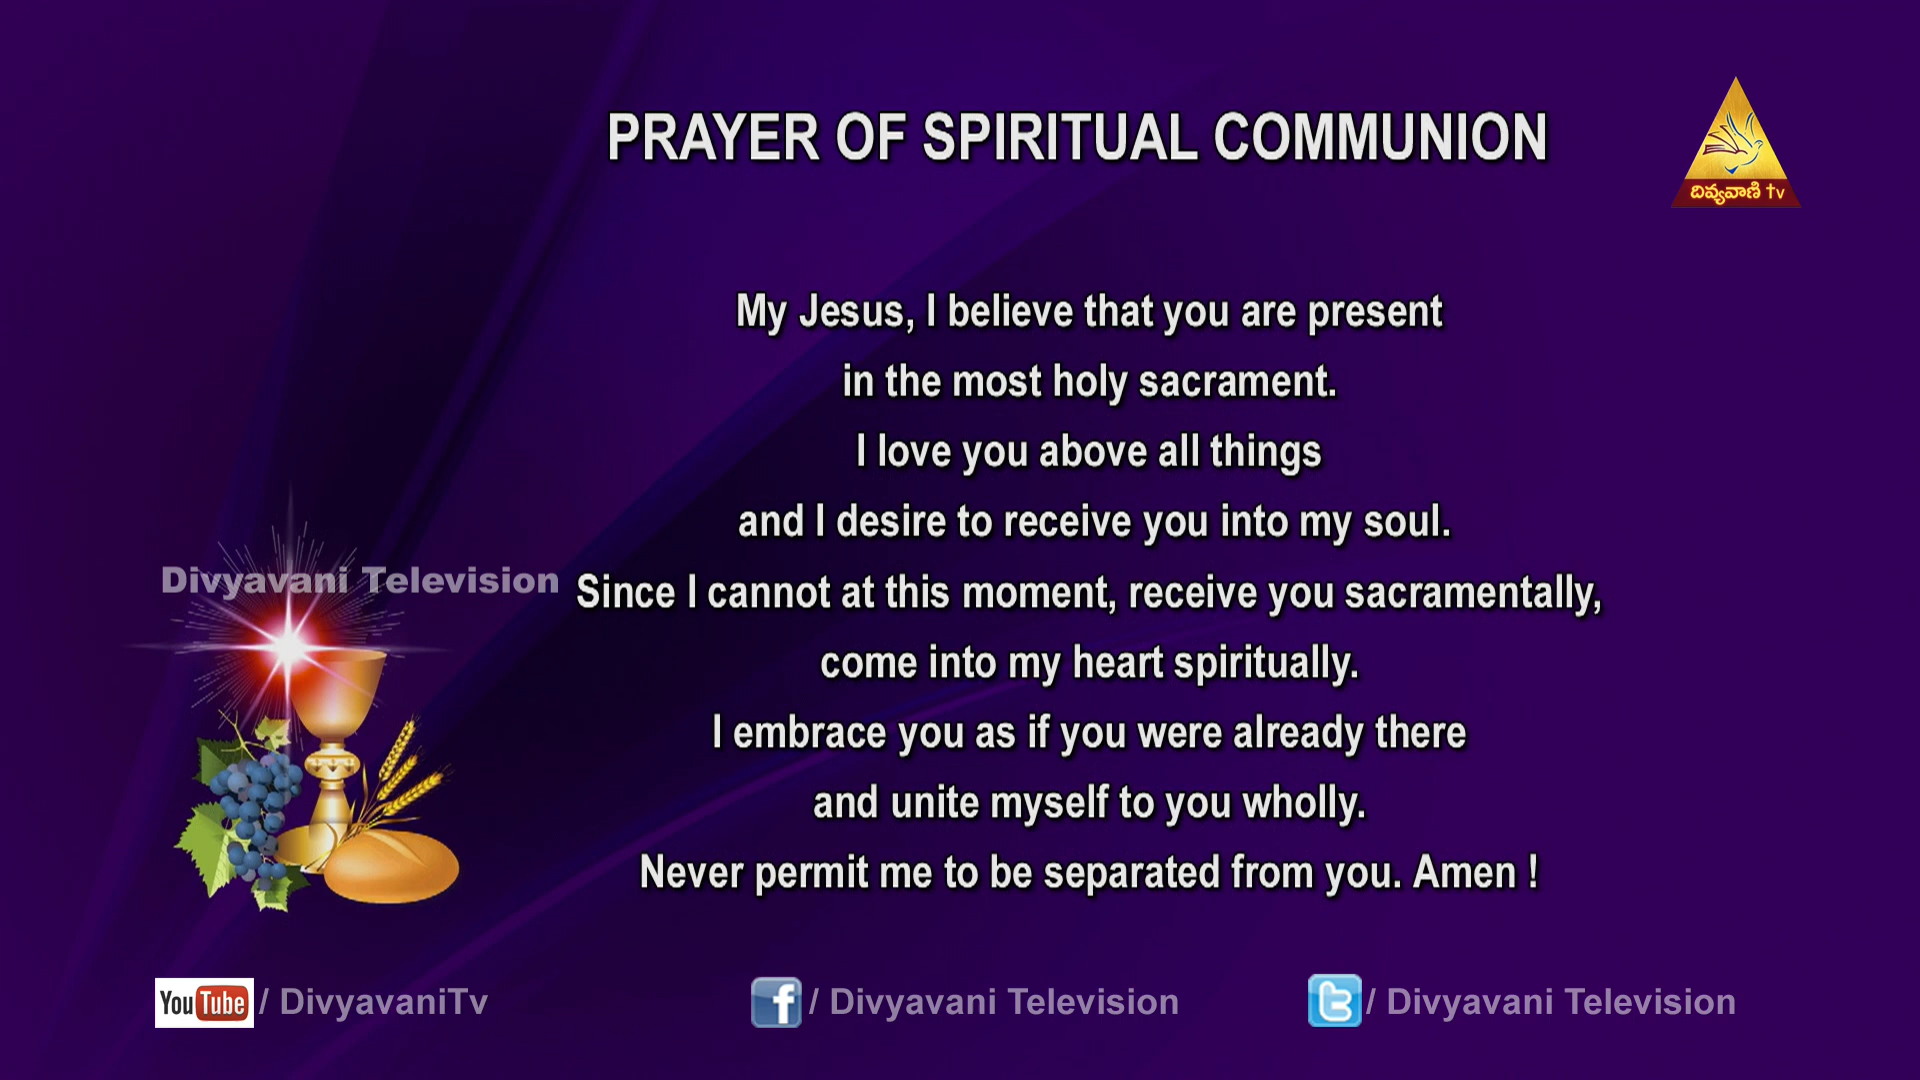 PRAYER OF SPIRITUAL COMMUNION
దివ్యవాణి tv
My Jesus, I believe that you are present
in the most holy sacrament.
I love you above all things
and I desire to receive you into my soul.
Divyavani Television
Since I cannot at this moment, receive you sacramentally,
come into my heart spiritually.
I embrace you as if you were already there
and unite myself to you wholly.
Never permit me to be separated from you. Amen !
YouTube / DivyavaniTv
f / Divyavani Television
t / Divyavani Television